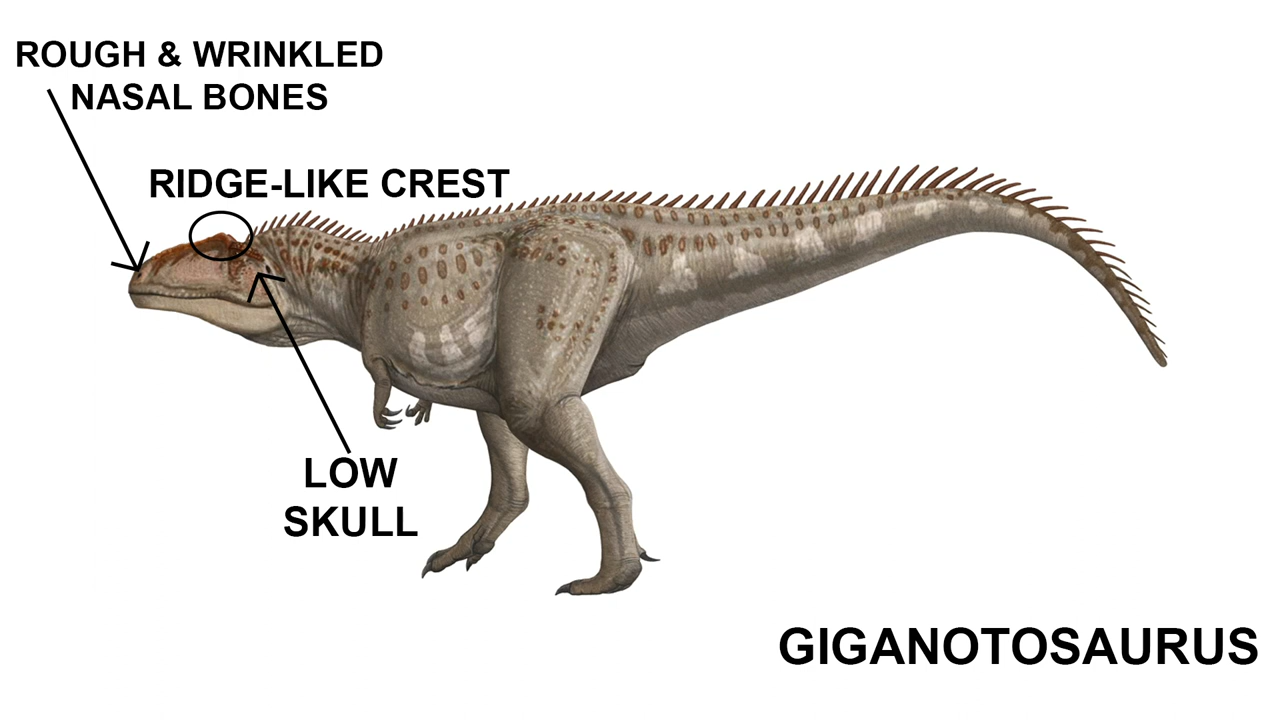 ROUGH & WRINKLED
NASAL BONES
RIDGE-LIKE CREST
LOW
SKULL
GIGANOTOSAURUS